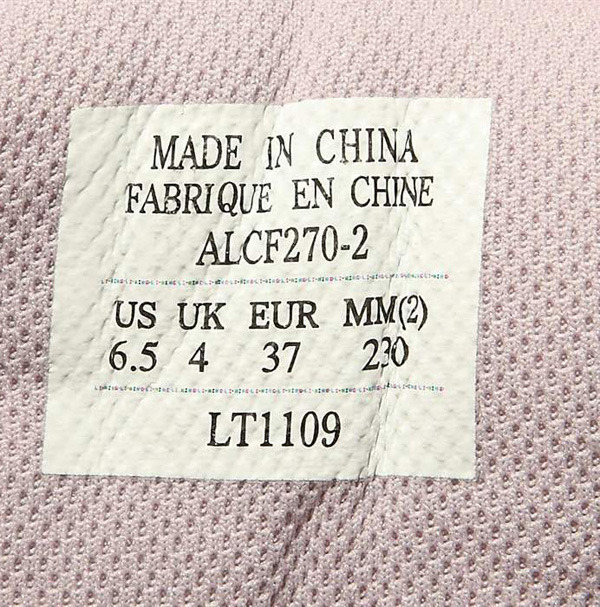 MADE IN CHINA
FABRIQUE EN CHINE
ALCF270-2
US UK EUR MM(2)
6.5 4 37 230
LT1109